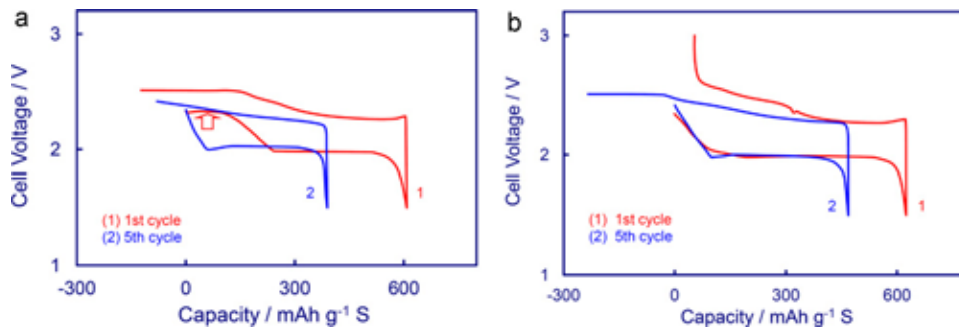 a
3
2
1
Cell Voltage / V
2
1
(1) 1st cycle
(2) 5th cycle
-300
0
300
600
Capacity / mAh g⁻¹ S
b
3
2
1
Cell Voltage / V
2
1
(1) 1st cycle
(2) 5th cycle
-300
0
300
600
Capacity / mAh g⁻¹ S